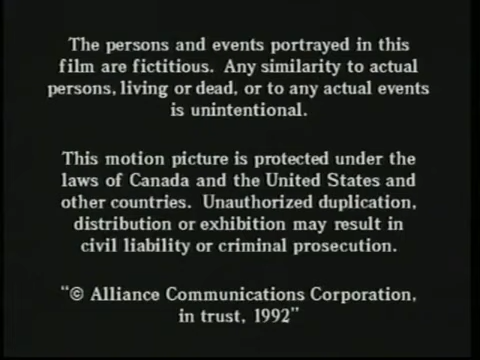 The persons and events portrayed in this
film are fictitious. Any similarity to actual
persons, living or dead, or to any actual events
is unintentional.
This motion picture is protected under the
laws of Canada and the United States and
other countries. Unauthorized duplication,
distribution or exhibition may result in
civil liability or criminal prosecution.
“© Alliance Communications Corporation,
in trust, 1992”